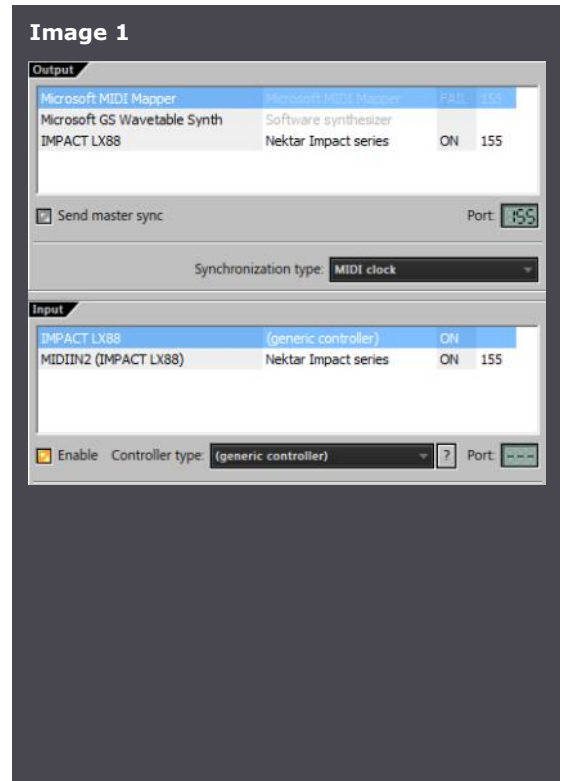 Image 1
Output
Microsoft MIDI Mapper Microsoft MIDI Mapper FAIL 155
Microsoft GS Wavetable Synth Software synthesizer
IMPACT LX88 Nektar Impact series ON 155
Send master sync Port: 155
Synchronization type: MIDI clock
Input
IMPACT LX88 (generic controller) ON
MIDIIN2 (IMPACT LX88) Nektar Impact series ON 155
Enable Controller type: (generic controller) ? Port: ---